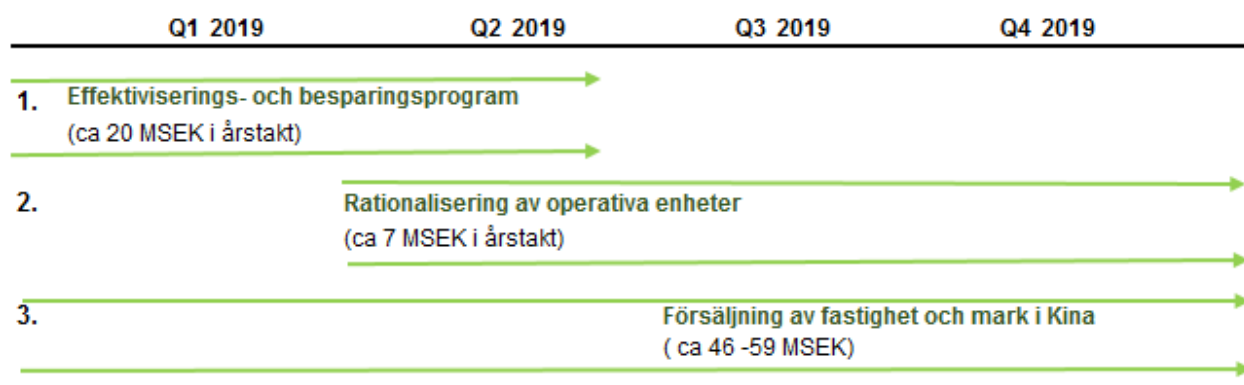 Q1 2019 Q2 2019 Q3 2019 Q4 2019
1. Effektiviserings- och besparingsprogram
(ca 20 MSEK i årstakt)
2. Rationalisering av operativa enheter
(ca 7 MSEK i årstakt)
3. Försäljning av fastighet och mark i Kina
( ca 46 -59 MSEK)